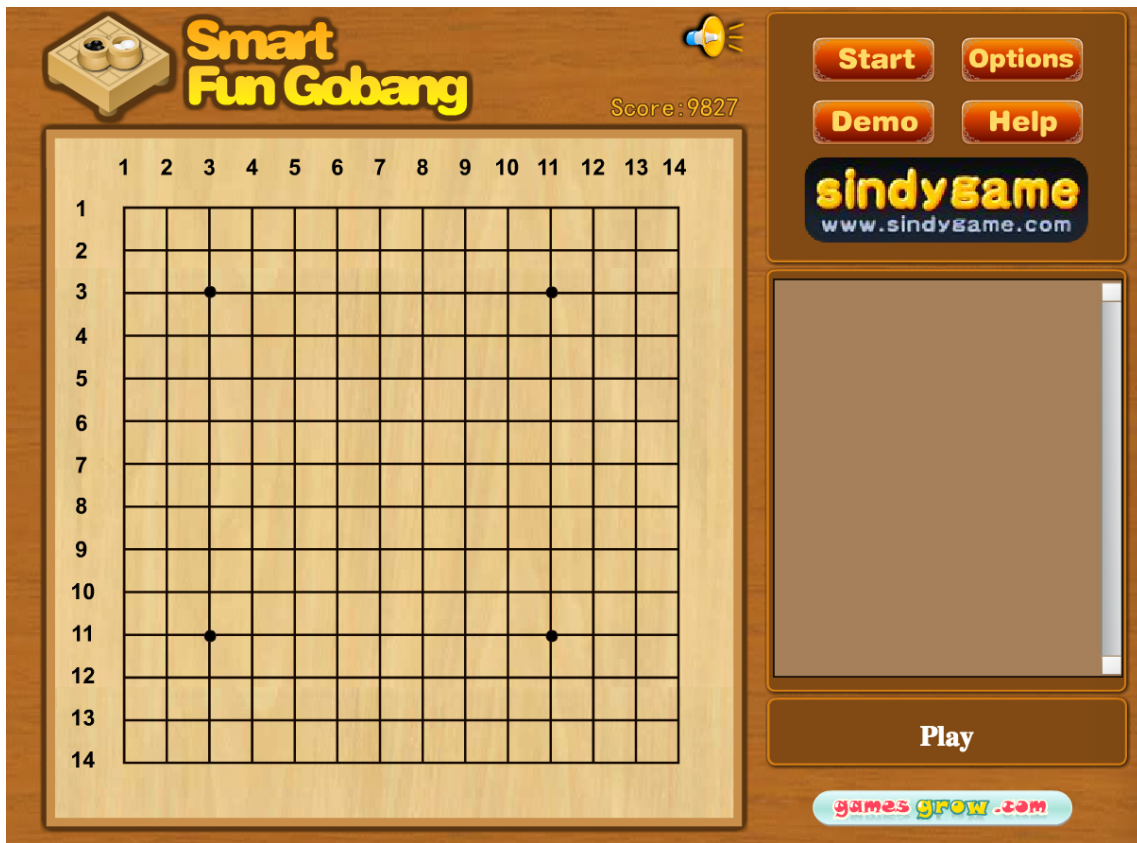 Smart
Fun Gobang
Score:9827
Start
Options
Demo
Help
sindygame
www.sindygame.com
1 2 3 4 5 6 7 8 9 10 11 12 13 14
1
2
3
4
5
6
7
8
9
10
11
12
13
14
Play
games grow .com